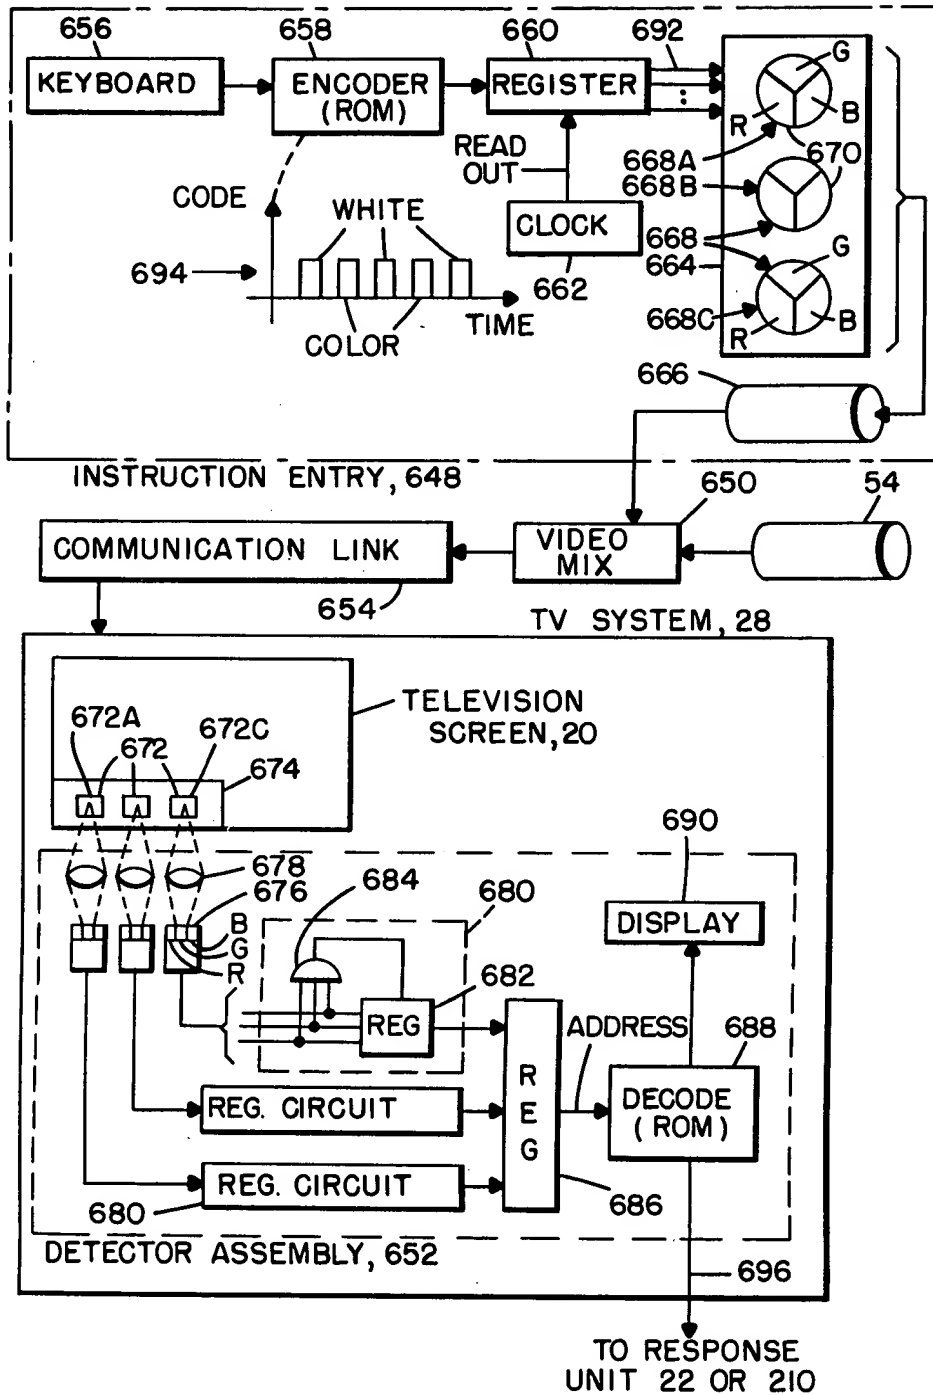 656
658
660
692
KEYBOARD
ENCODER
(ROM)
REGISTER
G
R
B
668A
670
READ
OUT
668B
CODE
WHITE
CLOCK
668
664
G
694
662
668C
R
B
TIME
COLOR
666
INSTRUCTION ENTRY, 648
650
54
COMMUNICATION LINK
VIDEO
MIX
654
TV SYSTEM, 28
TELEVISION
SCREEN, 20
672A
672C
672
674
690
678
684
676
680
DISPLAY
B
G
R
682
REG
ADDRESS
688
REG
DECODE
(ROM)
REG. CIRCUIT
REG. CIRCUIT
686
680
DETECTOR ASSEMBLY, 652
696
TO RESPONSE
UNIT 22 OR 210